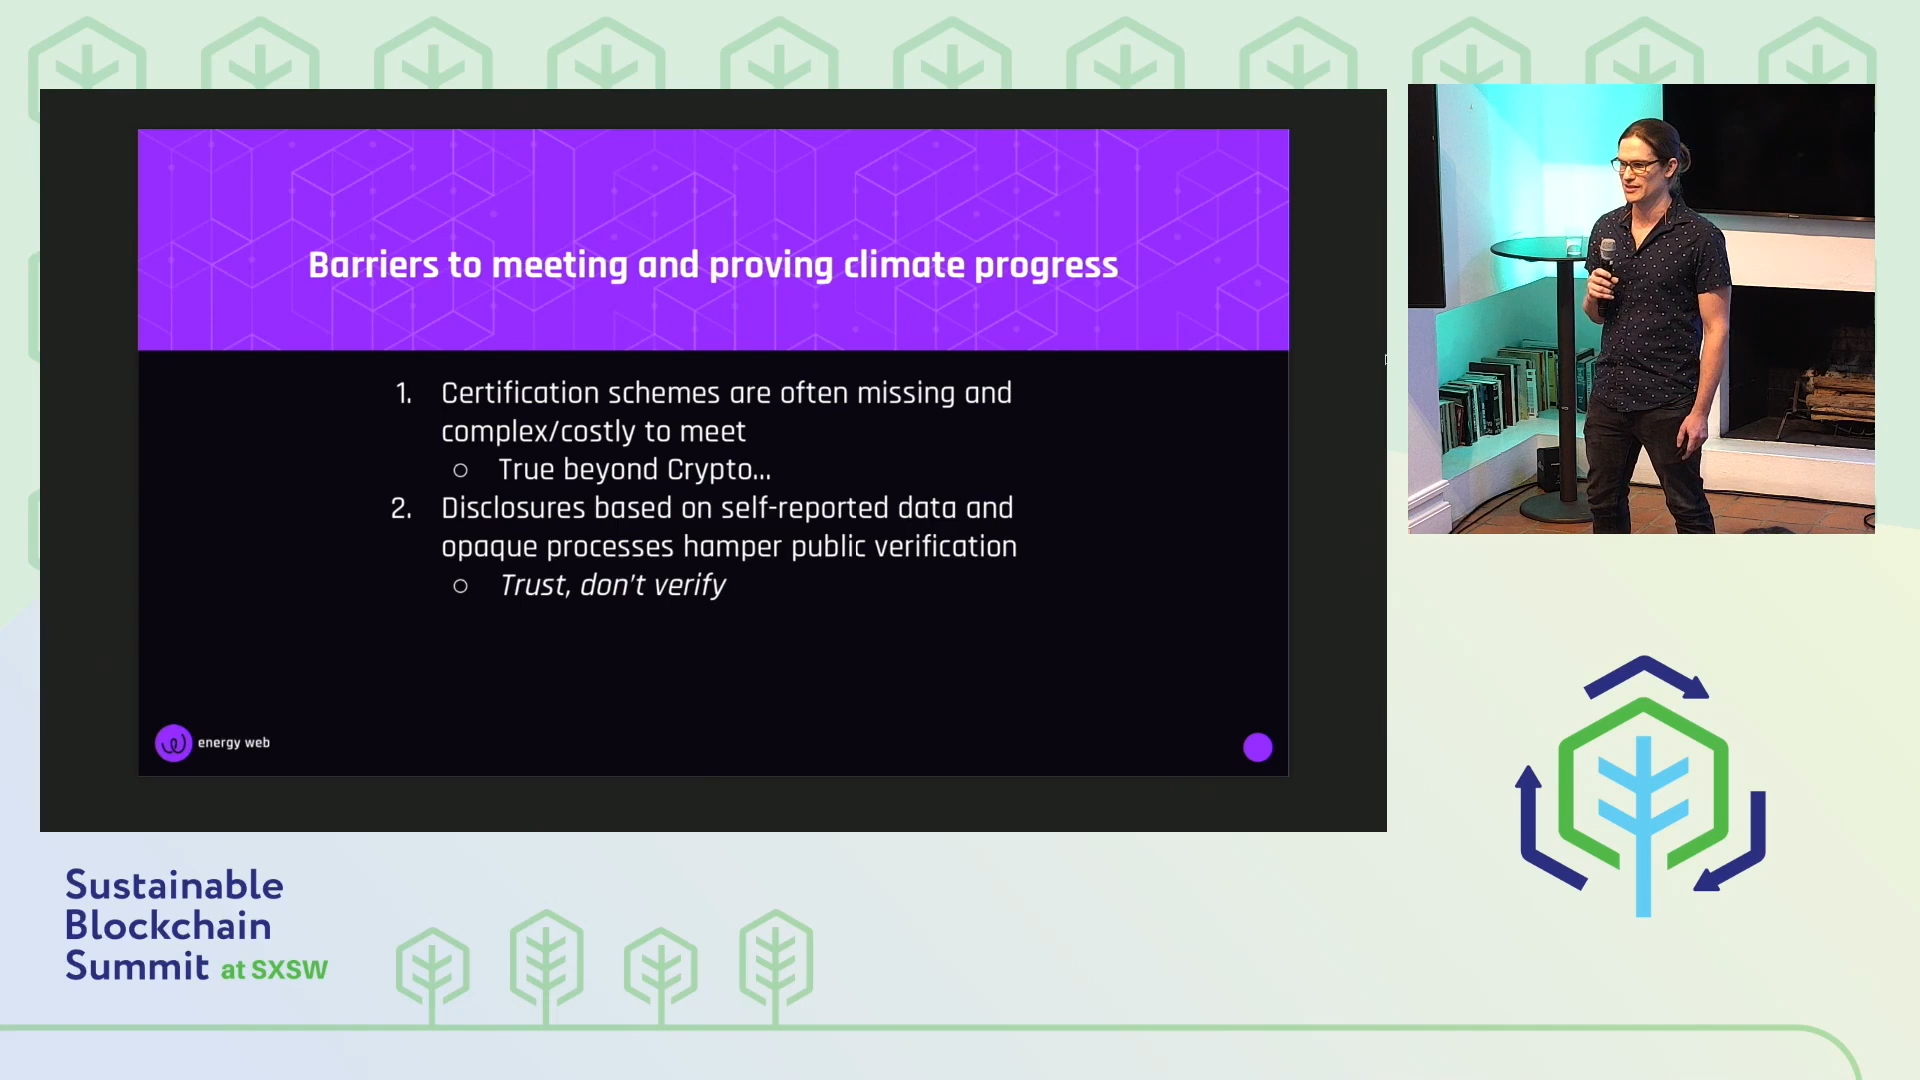 Barriers to meeting and proving climate progress
1. Certification schemes are often missing and
complex/costly to meet
○ True beyond Crypto...
2. Disclosures based on self-reported data and
opaque processes hamper public verification
○ Trust, don't verify
energy web
Sustainable
Blockchain
Summit at SXSW